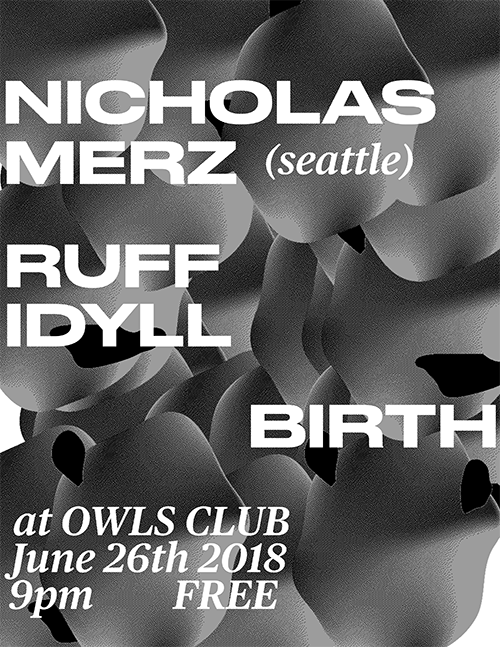 NICHOLAS
MERZ (seattle)
RUFF
IDYLL
BIRTH
at OWLS CLUB
June 26th 2018
9pm FREE